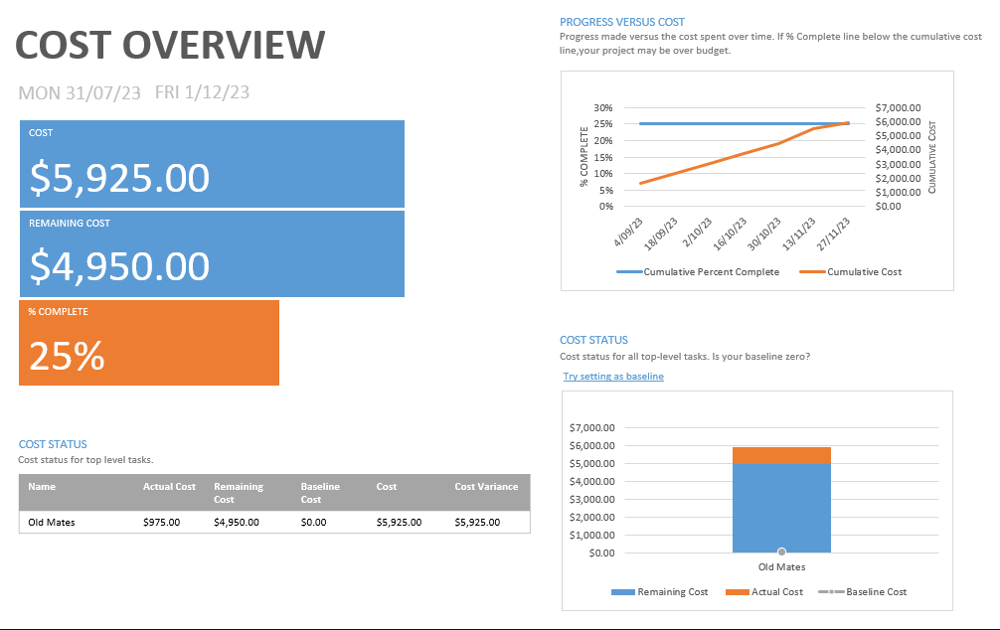 COST OVERVIEW
MON 31/07/23 FRI 1/12/23
COST
$5,925.00
REMAINING COST
$4,950.00
% COMPLETE
25%
COST STATUS
Cost status for top level tasks.
Name Actual Cost Remaining Cost Baseline Cost Cost Cost Variance
Old Mates $975.00 $4,950.00 $0.00 $5,925.00 $5,925.00
PROGRESS VERSUS COST
Progress made versus the cost spent over time. If % Complete line below the cumulative cost
line,your project may be over budget.
% COMPLETE
30%
25%
20%
15%
10%
5%
0%
$7,000.00
$6,000.00
$5,000.00
$4,000.00
$3,000.00
$2,000.00
$1,000.00
$0.00
CUMULATIVE COST
4/09/23 18/09/23 2/10/23 16/10/23 30/10/23 13/11/23 27/11/23
Cumulative Percent Complete Cumulative Cost
COST STATUS
Cost status for all top-level tasks. Is your baseline zero?
Try setting as baseline
$7,000.00
$6,000.00
$5,000.00
$4,000.00
$3,000.00
$2,000.00
$1,000.00
$0.00
Old Mates
Remaining Cost Actual Cost Baseline Cost